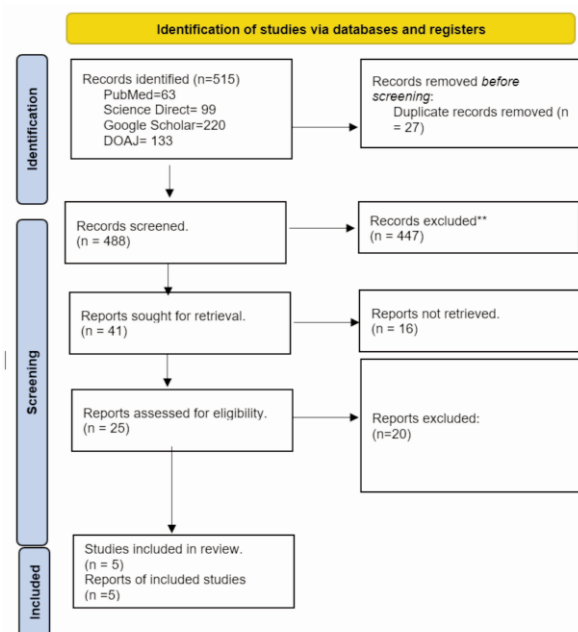 Identification of studies via databases and registers
Identification
Records identified (n=515)
PubMed=63
Science Direct= 99
Google Scholar=220
DOAJ= 133
Records removed before
screening:
Duplicate records removed (n
= 27)
Screening
Records screened.
(n = 488)
Records excluded**
(n = 447)
Reports sought for retrieval.
(n = 41)
Reports not retrieved.
(n = 16)
Reports assessed for eligibility.
(n = 25)
Reports excluded:
(n=20)
Included
Studies included in review.
(n = 5)
Reports of included studies
(n =5)